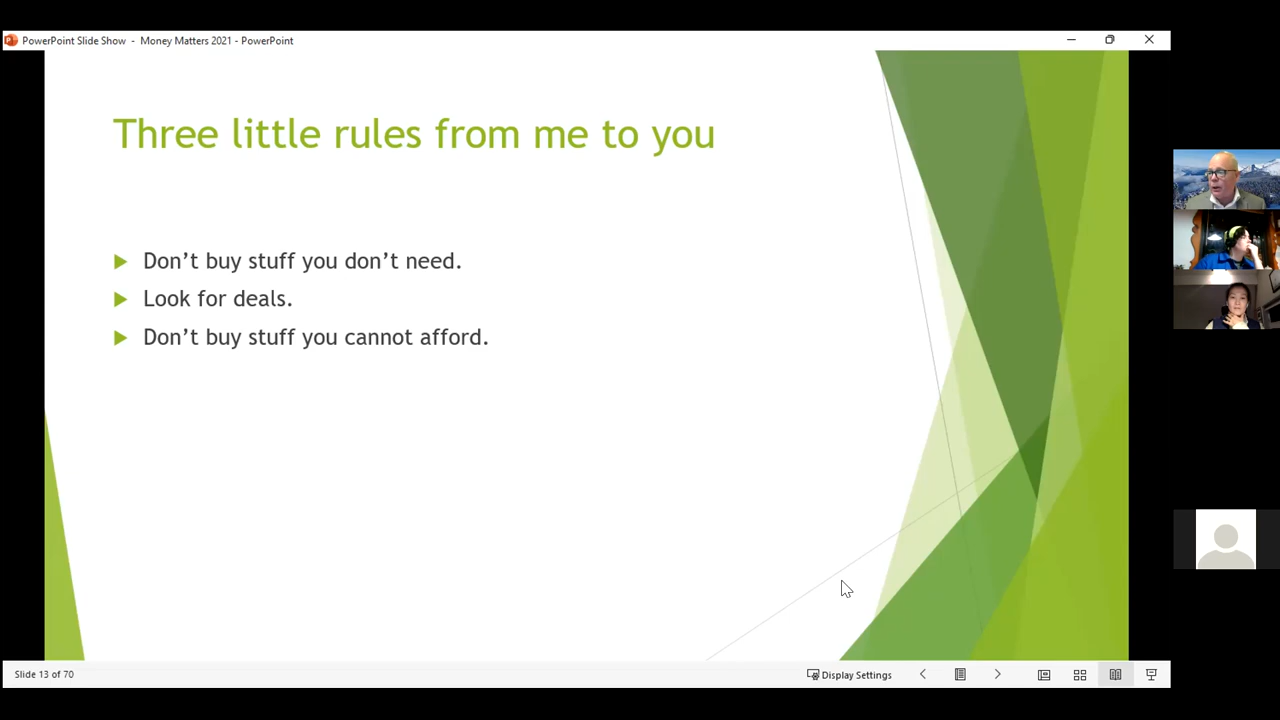 PowerPoint Slide Show - Money Matters 2021 - PowerPoint
Three little rules from me to you
Don’t buy stuff you don’t need.
Look for deals.
Don’t buy stuff you cannot afford.
Slide 13 of 70
Display Settings